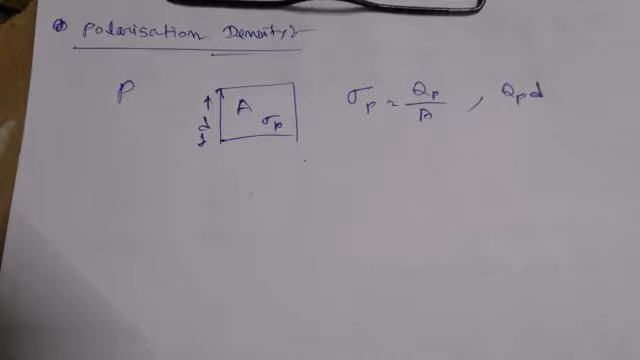 Polarisation Density :-
P
A
σp
d
σp = Qp/A , Qpd